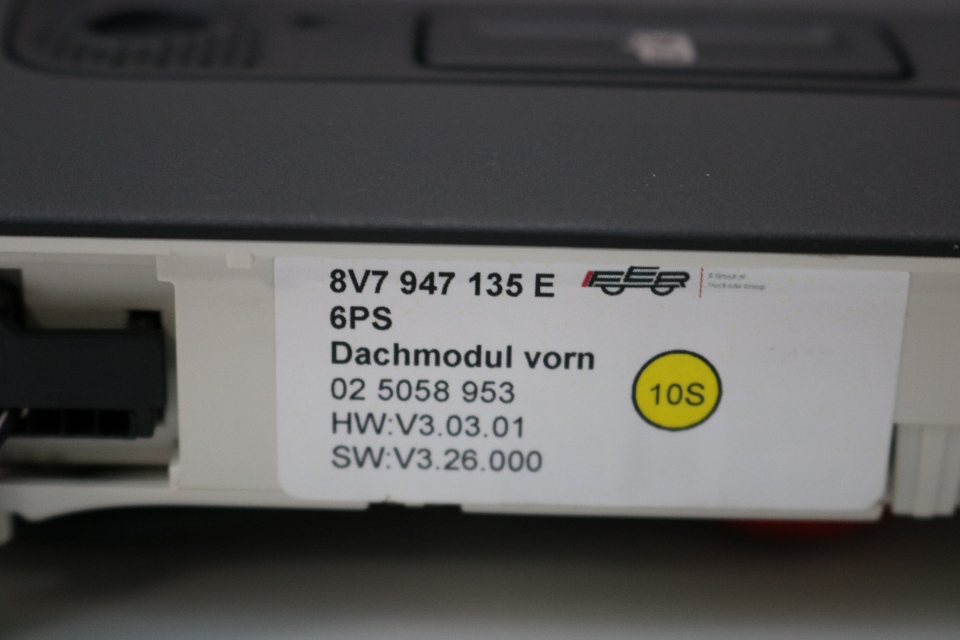 8V7 947 135 E
6PS
Dachmodul vorn
02 5058 953
10S
HW:V3.03.01
SW:V3.26.000